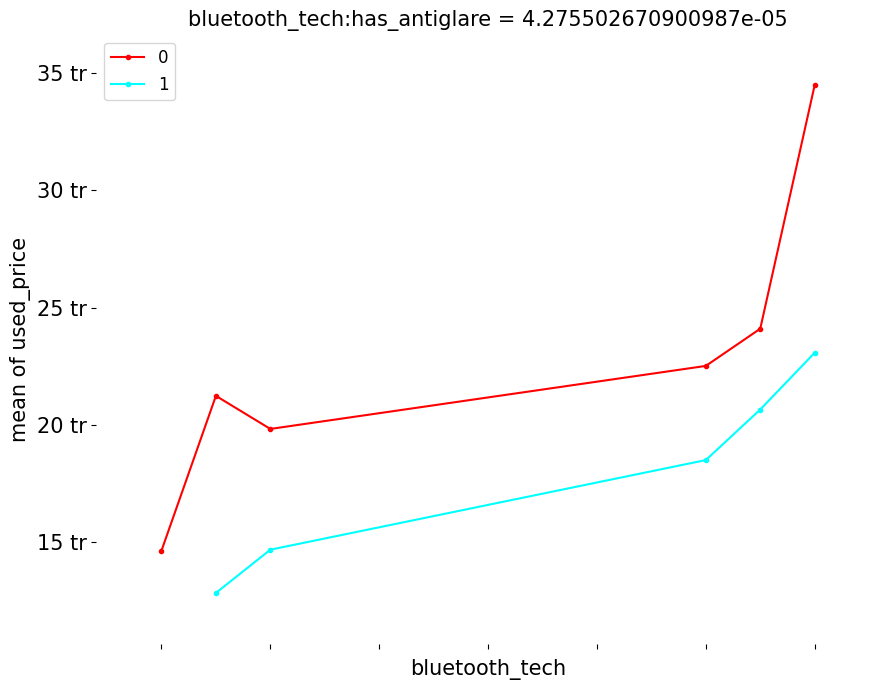 bluetooth_tech:has_antiglare = 4.275502670900987e-05
0
1
35 tr
30 tr
25 tr
20 tr
15 tr
mean of used_price
bluetooth_tech